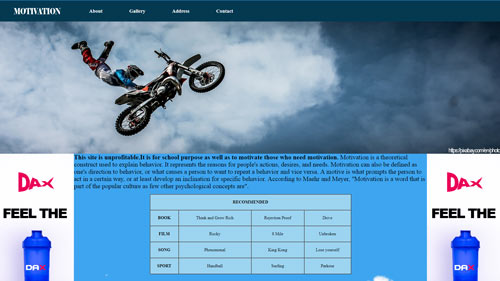 MOTIVATION About Gallery Address Contact
https://pixabay.com/en/photo
This site is unprofitable.It is for school purpose as well as to motivate those who need motivation. Motivation is a theoretical
construct used to explain behavior. It represents the reasons for people's actions, desires, and needs. Motivation can also be defined as
one's direction to behavior, or what causes a person to want to repeat a behavior and vice versa. A motive is what prompts the person to
act in a certain way, or at least develop an inclination for specific behavior. According to Maehr and Meyer, "Motivation is a word that is
part of the popular culture as few other psychological concepts are".
DAX
FEEL THE
DAX
RECOMMENDED
BOOK Think and Grow Rich Rejection Proof Drive
FILM Rocky 8 Mile Unbroken
SONG Phenomenal King Kong Lose yourself
SPORT Handball Surfing Parkour
DAX
FEEL THE
DAX